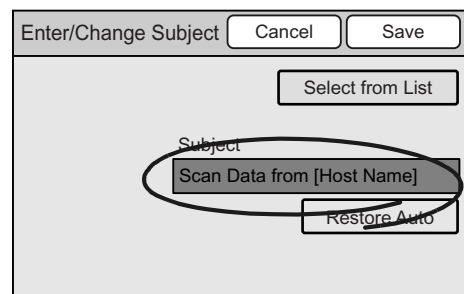 Enter/Change Subject Cancel Save
Select from List
Subject
Scan Data from [Host Name]
Restore Auto